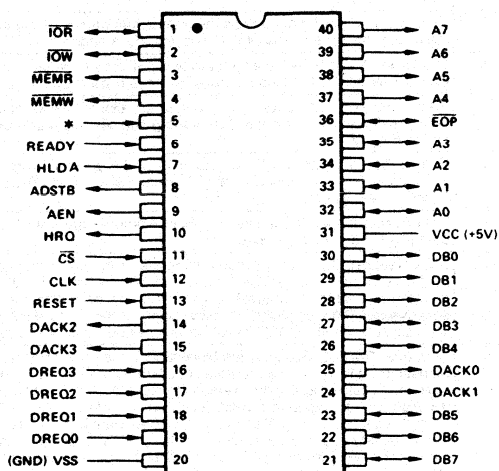 IOR 1 40 A7
IOW 2 39 A6
MEMR 3 38 A5
MEMW 4 37 A4
* 5 36 EOP
READY 6 35 A3
HLDA 7 34 A2
ADSTB 8 33 A1
AEN 9 32 A0
HRQ 10 31 VCC (+5V)
CS 11 30 DB0
CLK 12 29 DB1
RESET 13 28 DB2
DACK2 14 27 DB3
DACK3 15 26 DB4
DREQ3 16 25 DACK0
DREQ2 17 24 DACK1
DREQ1 18 23 DB5
DREQ0 19 22 DB6
(GND) VSS 20 21 DB7